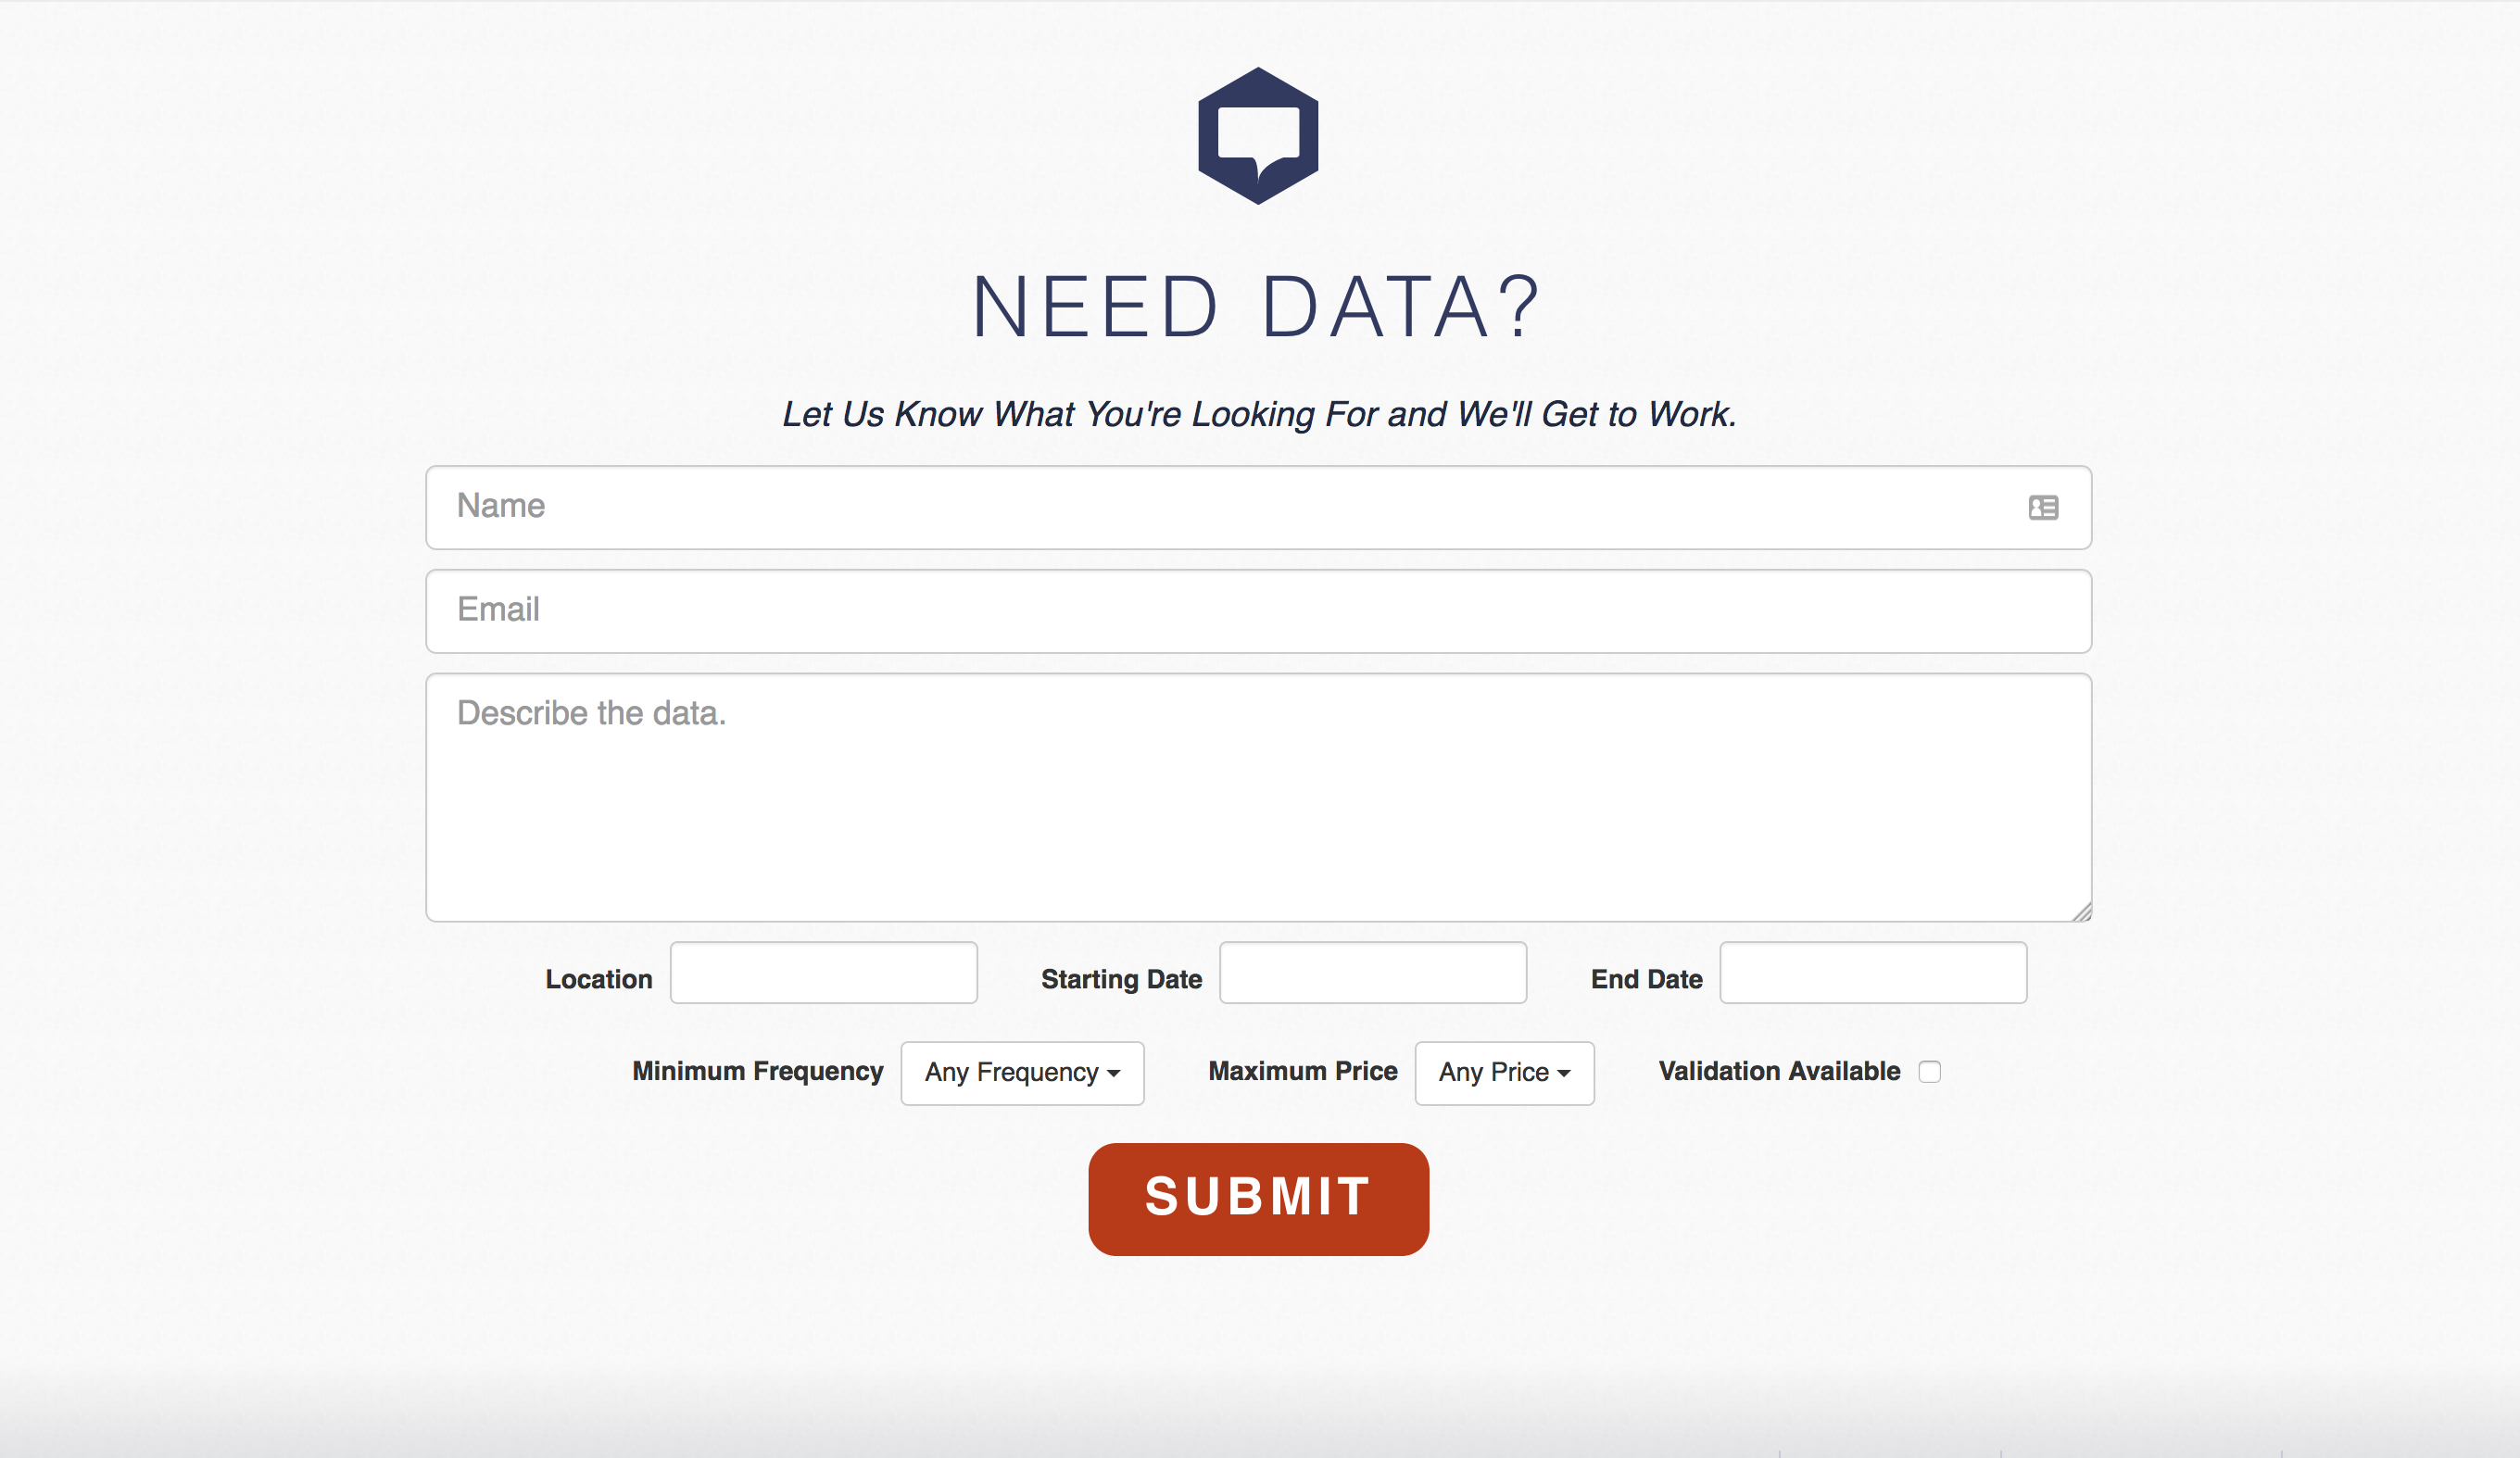 NEED DATA?
Let Us Know What You're Looking For and We'll Get to Work.
Name
Email
Describe the data.
Location Starting Date End Date
Minimum Frequency Any Frequency Maximum Price Any Price Validation Available
SUBMIT